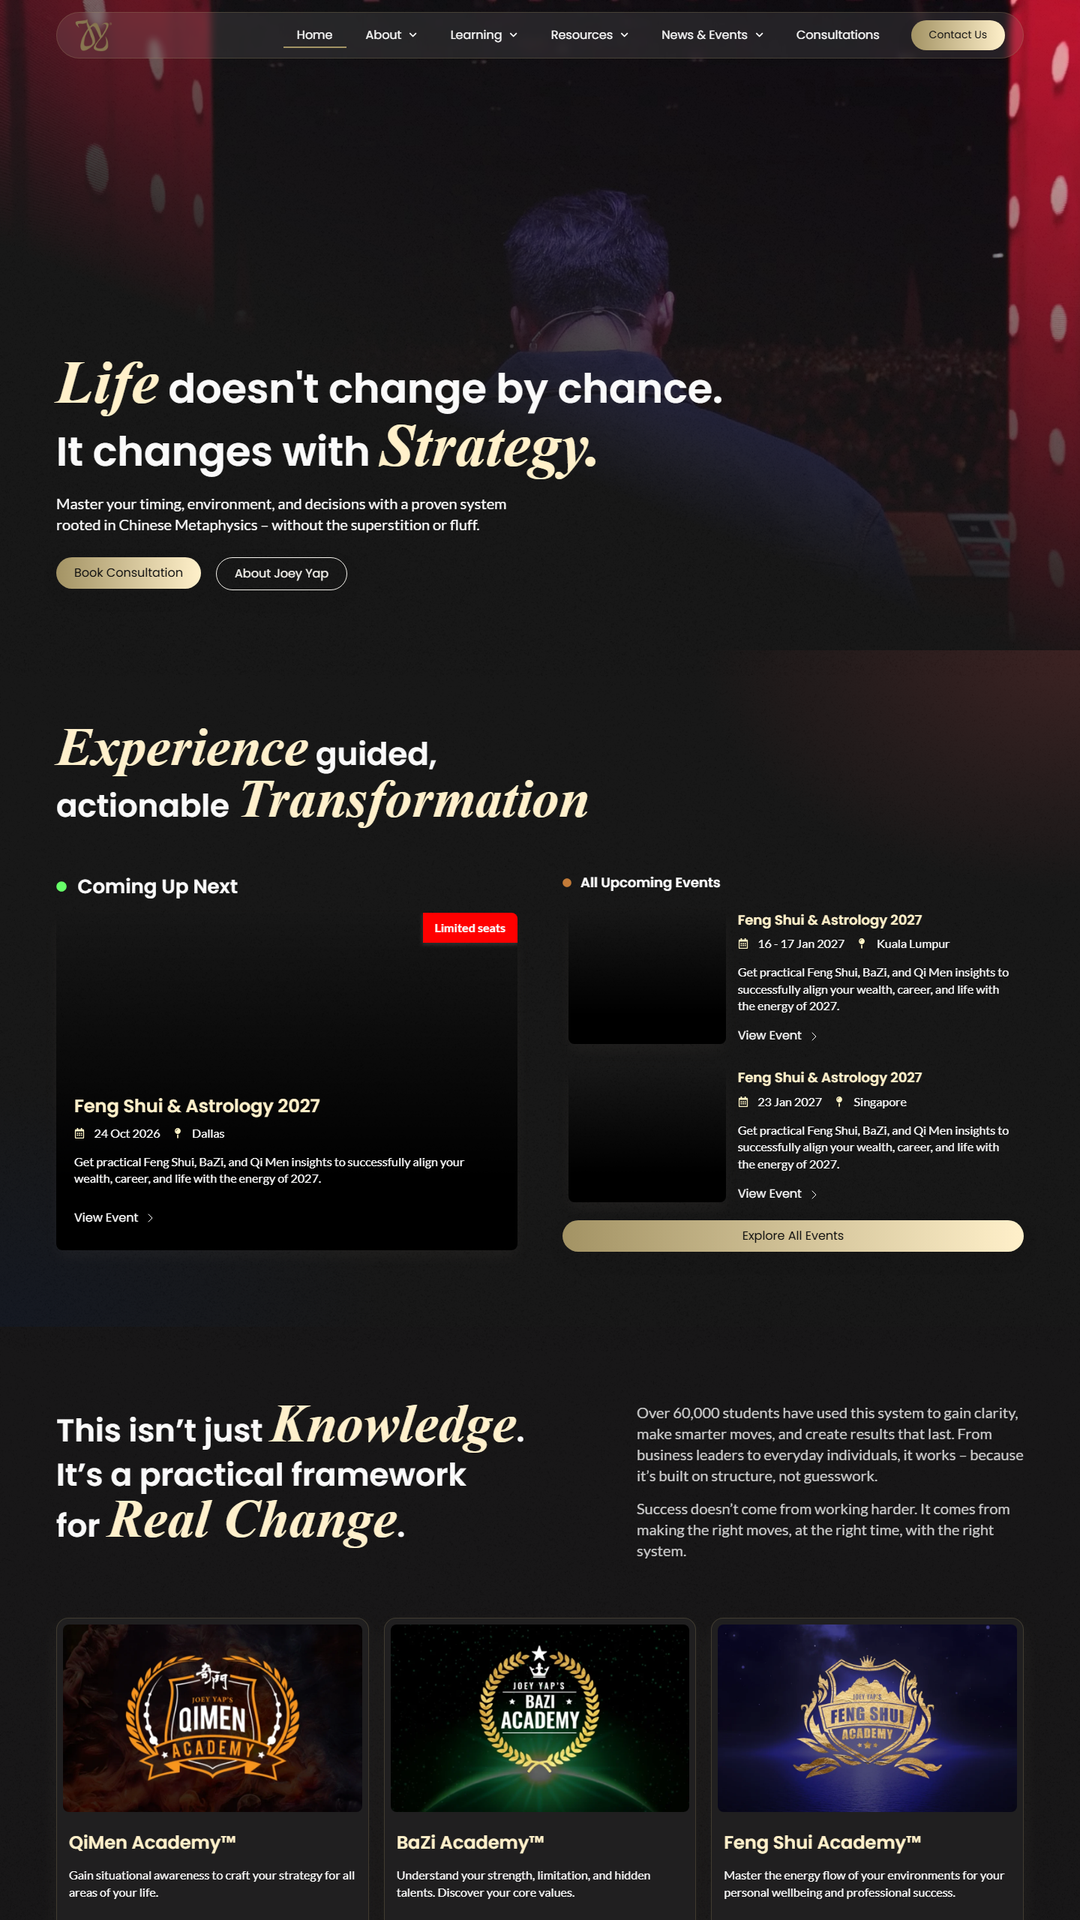 Home
About
Learning
Resources
News & Events
Consultations
Contact Us
Life doesn't change by chance.
It changes with Strategy.
Master your timing, environment, and decisions with a proven system
rooted in Chinese Metaphysics – without the superstition or fluff.
Book Consultation
About Joey Yap
Experience guided,
actionable Transformation
Coming Up Next
Limited seats
Feng Shui & Astrology 2027
24 Oct 2026 Dallas
Get practical Feng Shui, BaZi, and Qi Men insights to successfully align your
wealth, career, and life with the energy of 2027.
View Event
All Upcoming Events
Feng Shui & Astrology 2027
16 - 17 Jan 2027 Kuala Lumpur
Get practical Feng Shui, BaZi, and Qi Men insights to
successfully align your wealth, career, and life with
the energy of 2027.
View Event
Feng Shui & Astrology 2027
23 Jan 2027 Singapore
Get practical Feng Shui, BaZi, and Qi Men insights to
successfully align your wealth, career, and life with
the energy of 2027.
View Event
Explore All Events
This isn’t just Knowledge.
It’s a practical framework
for Real Change.
Over 60,000 students have used this system to gain clarity,
make smarter moves, and create results that last. From
business leaders to everyday individuals, it works – because
it’s built on structure, not guesswork.
Success doesn’t come from working harder. It comes from
making the right moves, at the right time, with the right
system.
奇門
JOEY YAP'S
QIMEN
ACADEMY
QiMen Academy™
Gain situational awareness to craft your strategy for all
areas of your life.
JOEY YAP'S
BAZI
ACADEMY
BaZi Academy™
Understand your strength, limitation, and hidden
talents. Discover your core values.
JOEY YAP'S
FENG SHUI
ACADEMY
Feng Shui Academy™
Master the energy flow of your environments for your
personal wellbeing and professional success.